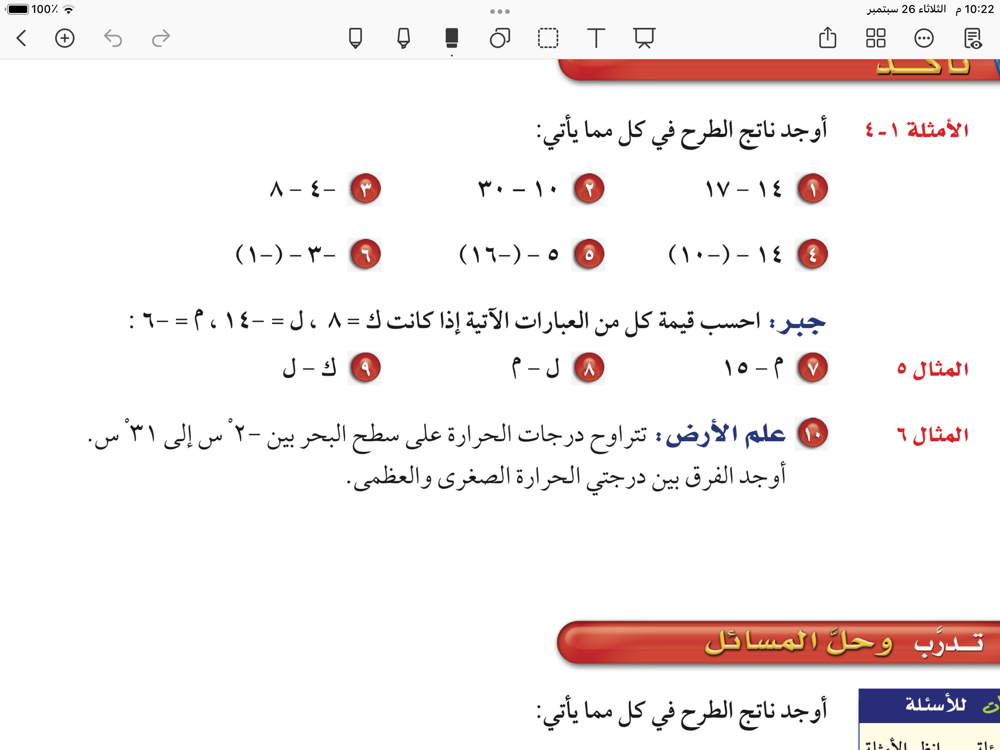 10:22 م الثلاثاء 26 سبتمبر
100٪
تأكد
الأمثلة ١-٤ أوجد ناتج الطرح في كل مما يأتي:
١ ١٤ – ١٧ ٢ ١٠ – ٣٠ ٣ –٤ – ٨
٤ ١٤ – (–١٠) ٥ ٥ – (–١٦) ٦ –٣ – (–١)
جبر: احسب قيمة كل من العبارات الآتية إذا كانت ك = ٨ ، ل = –١٤ ، م = –٦ :
المثال ٥ ٧ م – ١٥ ٨ ل – م ٩ ك – ل
المثال ٦ ١٠ علم الأرض: تتراوح درجات الحرارة على سطح البحر بين –٢° س إلى ٣١° س.
أوجد الفرق بين درجتي الحرارة الصغرى والعظمى.
تـدرَّب وحلَّ المسائل
أوجد ناتج الطرح في كل مما يأتي:
للأسئلة
انظر الأمثلة